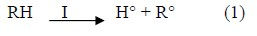 RH I → H° + R° (1)